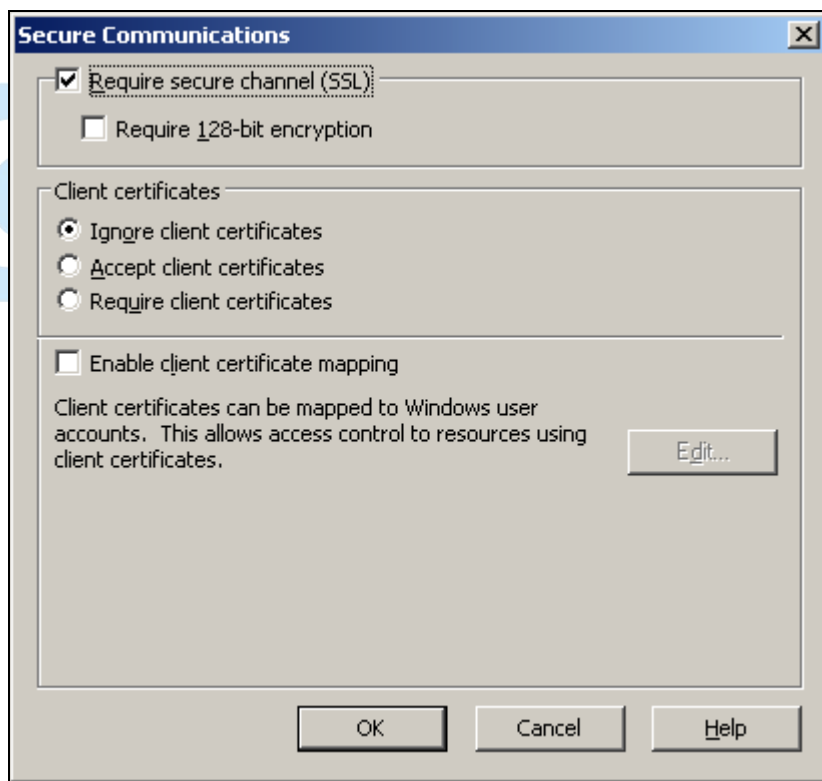 Secure Communications
Require secure channel (SSL)
Require 128-bit encryption
Client certificates
Ignore client certificates
Accept client certificates
Require client certificates
Enable client certificate mapping
Client certificates can be mapped to Windows user
accounts.  This allows access control to resources using
client certificates.
Edit...
OK
Cancel
Help